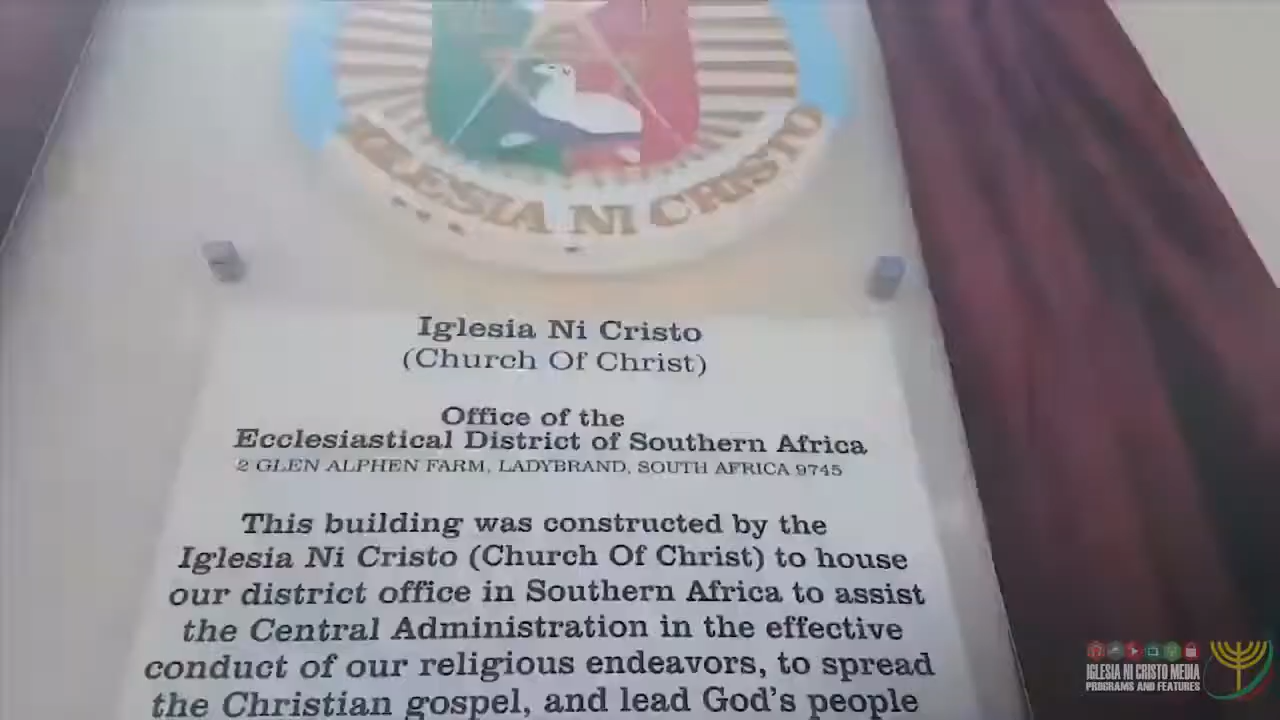 IGLESIA NI CRISTO
Iglesia Ni Cristo
(Church Of Christ)
Office of the
Ecclesiastical District of Southern Africa
2 GLEN ALPHEN FARM, LADYBRAND, SOUTH AFRICA 9745
This building was constructed by the
Iglesia Ni Cristo (Church Of Christ) to house
our district office in Southern Africa to assist
the Central Administration in the effective
conduct of our religious endeavors, to spread
the Christian gospel, and lead God's people
IGLESIA NI CRISTO MEDIA
PROGRAMS AND FEATURES